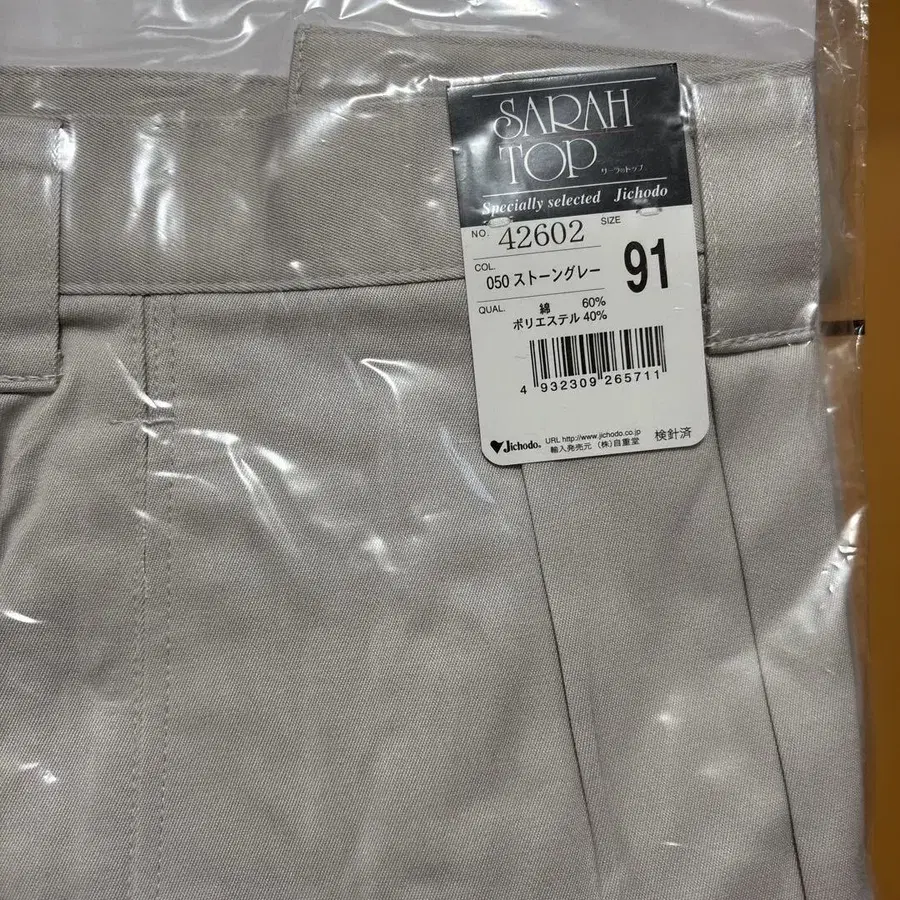 SARAH
TOP
サーラのトップ
Specially selected Jichodo
NO. 42602 SIZE 91
COL. 050 ストーングレー
QUAL. 綿 60%
ポリエステル 40%
4 932309 265711
Jichodo. URL http://www.jichodo.co.jp
輸入発売元 (株)自重堂 検針済